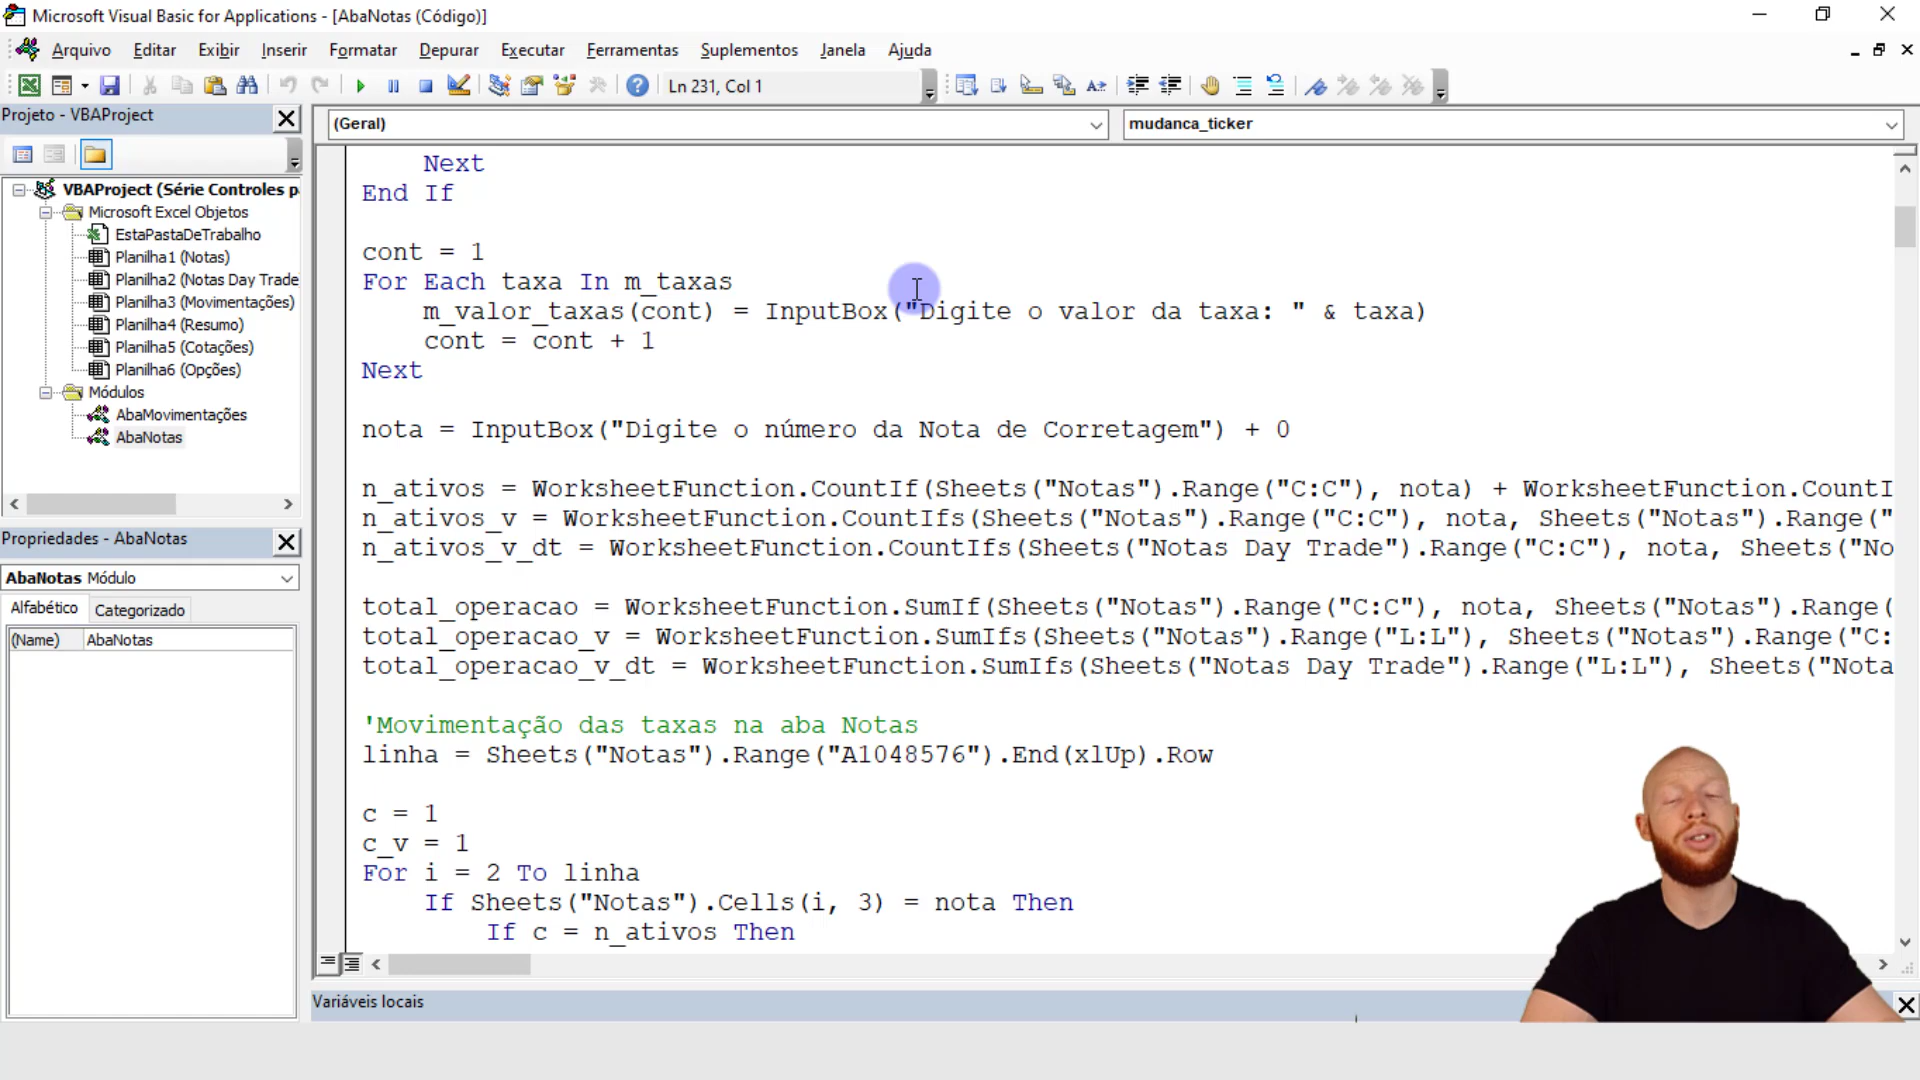 Microsoft Visual Basic for Applications - [AbaNotas (Código)]
Arquivo Editar Exibir Inserir Formatar Depurar Executar Ferramentas Suplementos Janela Ajuda
Ln 231, Col 1
Projeto - VBAProject
VBAProject (Série Controles p
Microsoft Excel Objetos
EstaPastaDeTrabalho
Planilha1 (Notas)
Planilha2 (Notas Day Trade
Planilha3 (Movimentações)
Planilha4 (Resumo)
Planilha5 (Cotações)
Planilha6 (Opções)
Módulos
AbaMovimentações
AbaNotas
Propriedades - AbaNotas
AbaNotas Módulo
Alfabético Categorizado
(Name) AbaNotas
(Geral) mudanca_ticker
Next
End If
cont = 1
For Each taxa In m_taxas
m_valor_taxas(cont) = InputBox("Digite o valor da taxa: " & taxa)
cont = cont + 1
Next
nota = InputBox("Digite o número da Nota de Corretagem") + 0
n_ativos = WorksheetFunction.CountIf(Sheets("Notas").Range("C:C"), nota) + WorksheetFunction.CountI
n_ativos_v = WorksheetFunction.CountIfs(Sheets("Notas").Range("C:C"), nota, Sheets("Notas").Range("
n_ativos_v_dt = WorksheetFunction.CountIfs(Sheets("Notas Day Trade").Range("C:C"), nota, Sheets("No
total_operacao = WorksheetFunction.SumIf(Sheets("Notas").Range("C:C"), nota, Sheets("Notas").Range(
total_operacao_v = WorksheetFunction.SumIfs(Sheets("Notas").Range("L:L"), Sheets("Notas").Range("C:
total_operacao_v_dt = WorksheetFunction.SumIfs(Sheets("Notas Day Trade").Range("L:L"), Sheets("Nota
'Movimentação das taxas na aba Notas
linha = Sheets("Notas").Range("A1048576").End(xlUp).Row
c = 1
c_v = 1
For i = 2 To linha
If Sheets("Notas").Cells(i, 3) = nota Then
If c = n_ativos Then
Variáveis locais